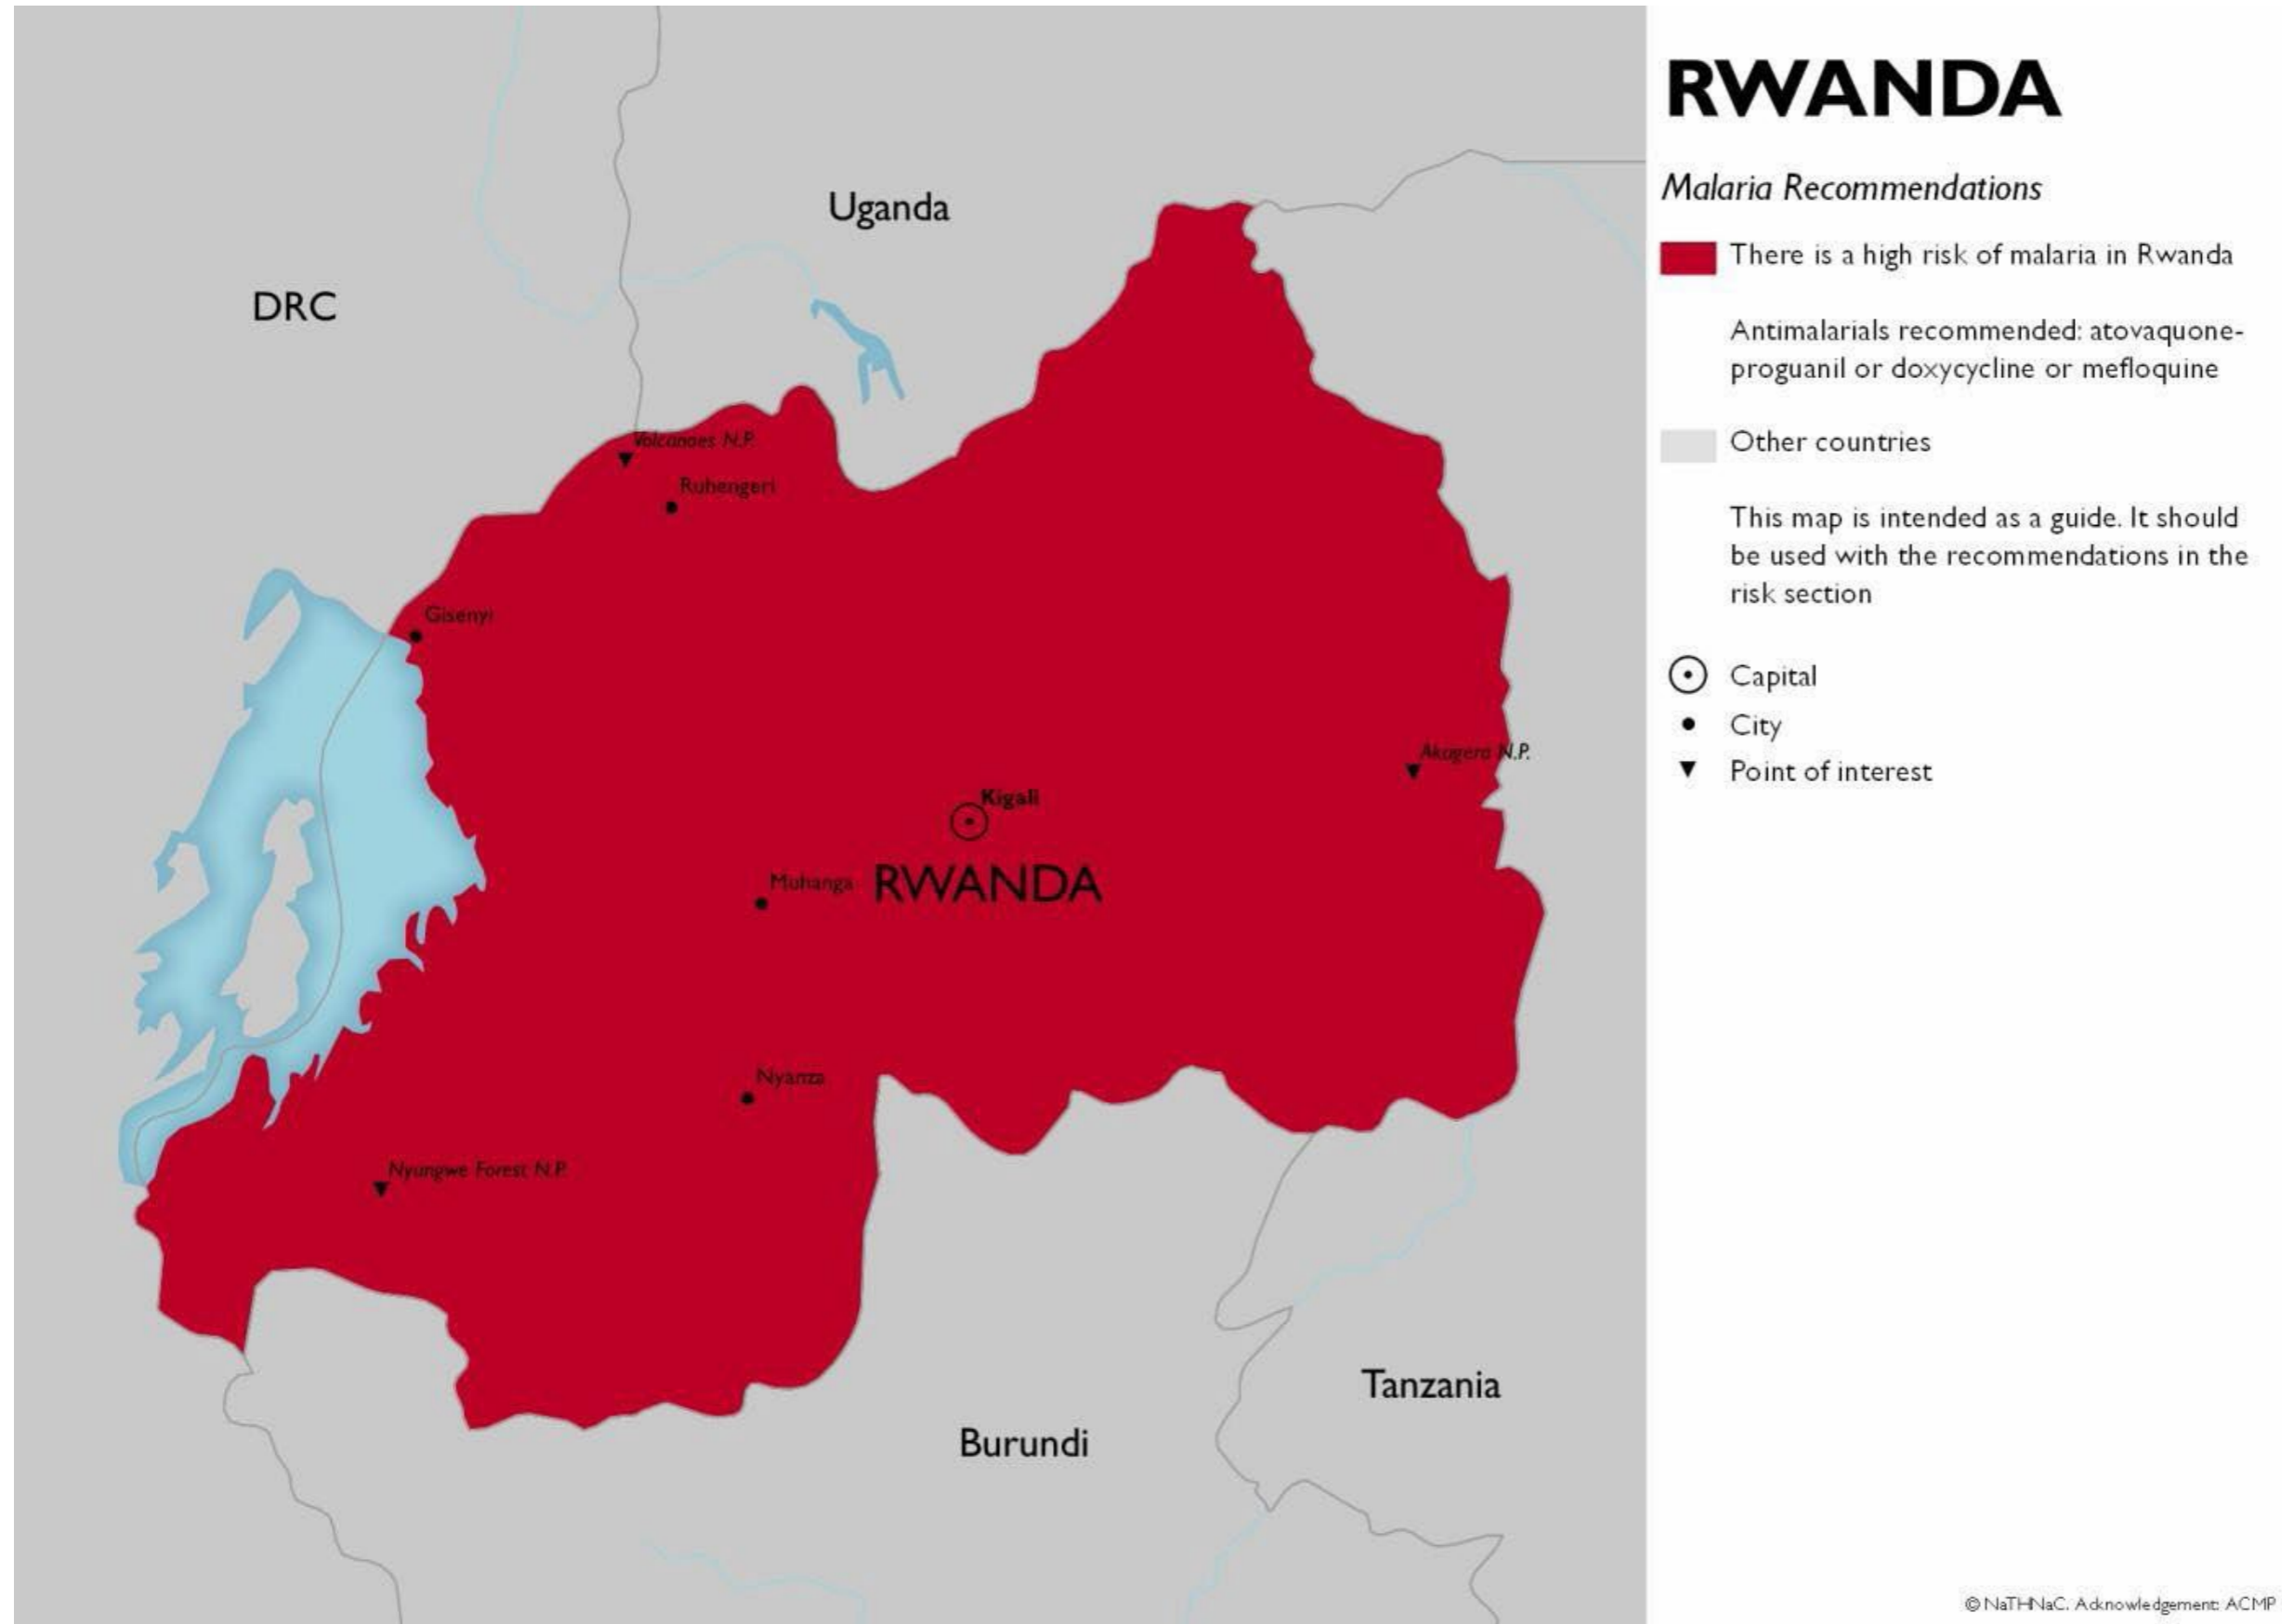 RWANDA
Malaria Recommendations
There is a high risk of malaria in Rwanda
Antimalarials recommended: atovaquone-
proguanil or doxycycline or mefloquine
Other countries
This map is intended as a guide. It should
be used with the recommendations in the
risk section
Capital
City
Point of interest
Uganda
DRC
Volcanoes N.P.
Ruhengeri
Gisenyi
Akagera N.P.
Kigali
Muhanga
RWANDA
Nyanza
Nyungwe Forest N.P.
Tanzania
Burundi
© NaTHNaC. Acknowledgement: ACMP